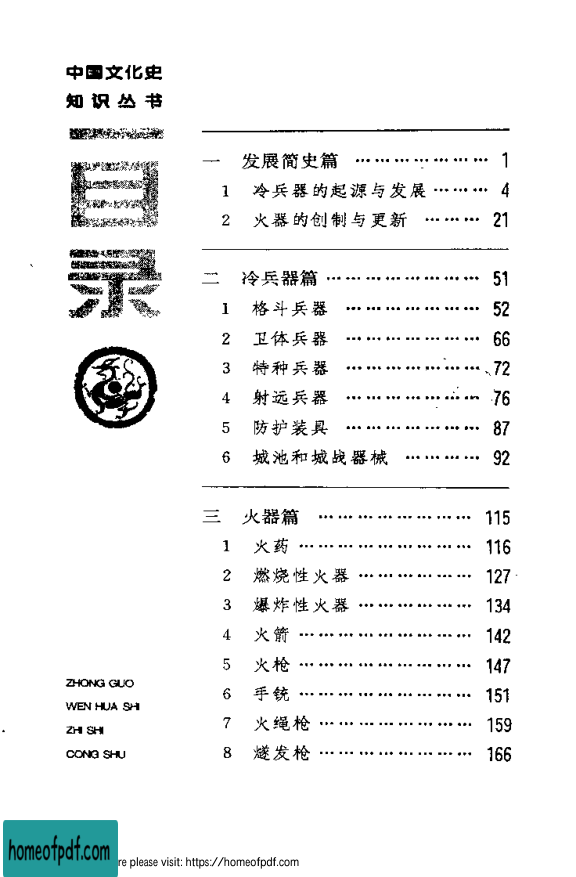 中国文化史
知识丛书
目录
一 发展简史篇 ………………… 1
1 冷兵器的起源与发展 ……… 4
2 火器的创制与更新 ……… 21
二 冷兵器篇 …………………… 51
1 格斗兵器 ………………… 52
2 卫体兵器 ………………… 66
3 特种兵器 ………………… 72
4 射远兵器 ………………… 76
5 防护装具 ………………… 87
6 城池和城战器械 ………… 92
三 火器篇 …………………… 115
1 火药 ……………………… 116
2 燃烧性火器 ……………… 127
3 爆炸性火器 ……………… 134
4 火箭 ……………………… 142
5 火枪 ……………………… 147
6 手铳 ……………………… 151
7 火绳枪 …………………… 159
8 燧发枪 …………………… 166
ZHONG GUO
WEN HUA SHI
ZHI SHI
CONG SHU
homeofpdf.com
re please visit: https://homeofpdf.com